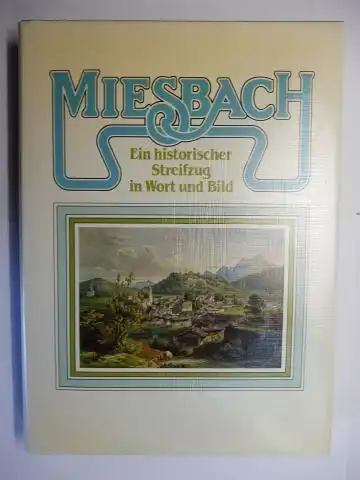 MIESBACH
Ein historischer
Streifzug
in Wort und Bild